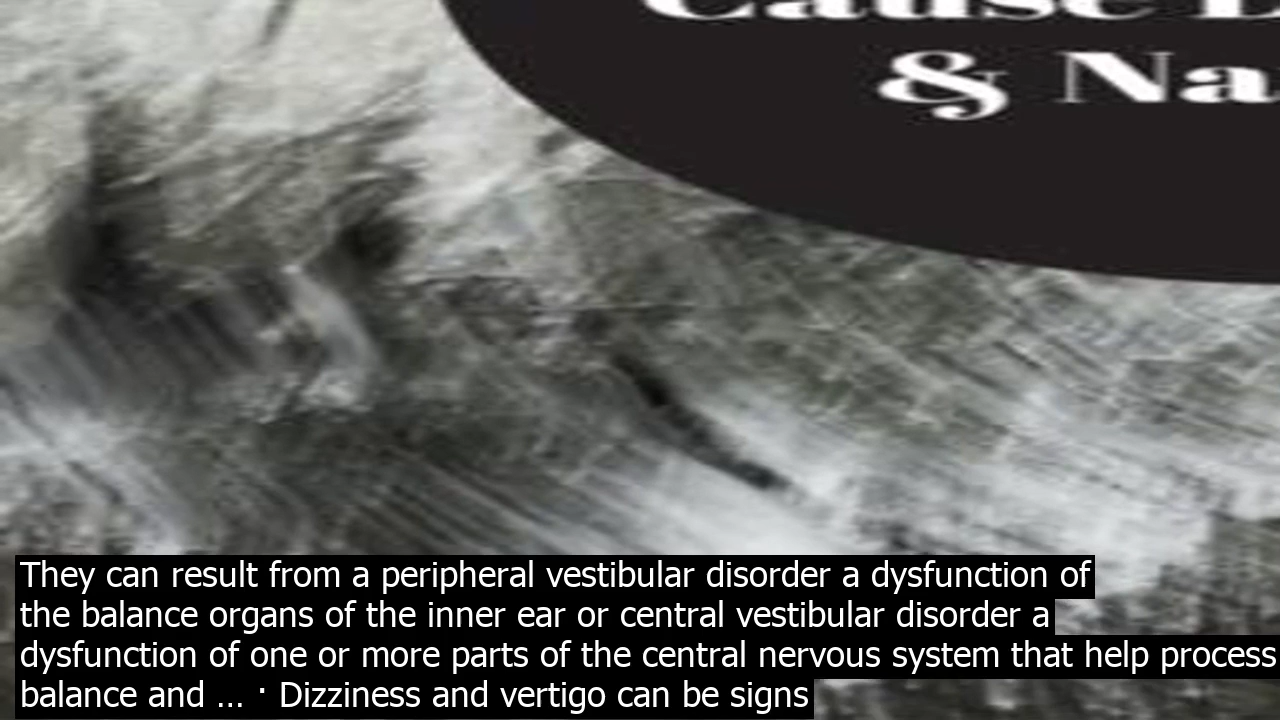 Cause
& Na
They can result from a peripheral vestibular disorder a dysfunction of
the balance organs of the inner ear or central vestibular disorder a
dysfunction of one or more parts of the central nervous system that help process
balance and ... · Dizziness and vertigo can be signs